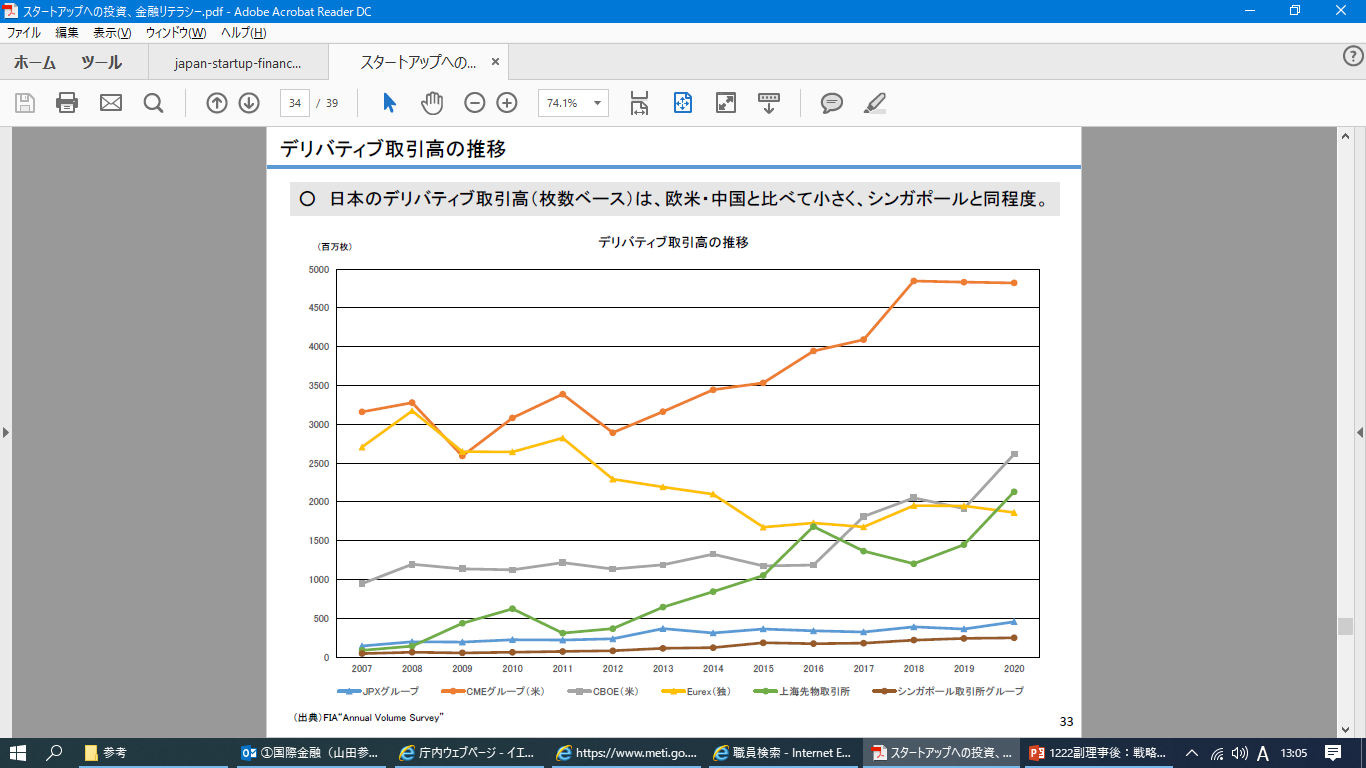 スタートアップへの投資、金融リテラシー.pdf - Adobe Acrobat Reader DC
ファイル 編集 表示(V) ウィンドウ(W) ヘルプ(H)
ホーム ツール japan-startup-financ... スタートアップへの... ×
34 / 39 74.1%
デリバティブ取引高の推移
〇 日本のデリバティブ取引高(枚数ベース)は、欧米・中国と比べて小さく、シンガポールと同程度。
デリバティブ取引高の推移
(百万枚)
5000
4500
4000
3500
3000
2500
2000
1500
1000
500
0
2007 2008 2009 2010 2011 2012 2013 2014 2015 2016 2017 2018 2019 2020
JPXグループ CMEグループ(米) CBOE(米) Eurex(独) 上海先物取引所 シンガポール取引所グループ
(出典)FIA“Annual Volume Survey”
33
参考 ①国際金融（山田参... 庁内ウェブページ - イエ... https://www.meti.go.... 職員検索 - Internet E... スタートアップへの投資、... 1222副理事後：戦略... A 13:05